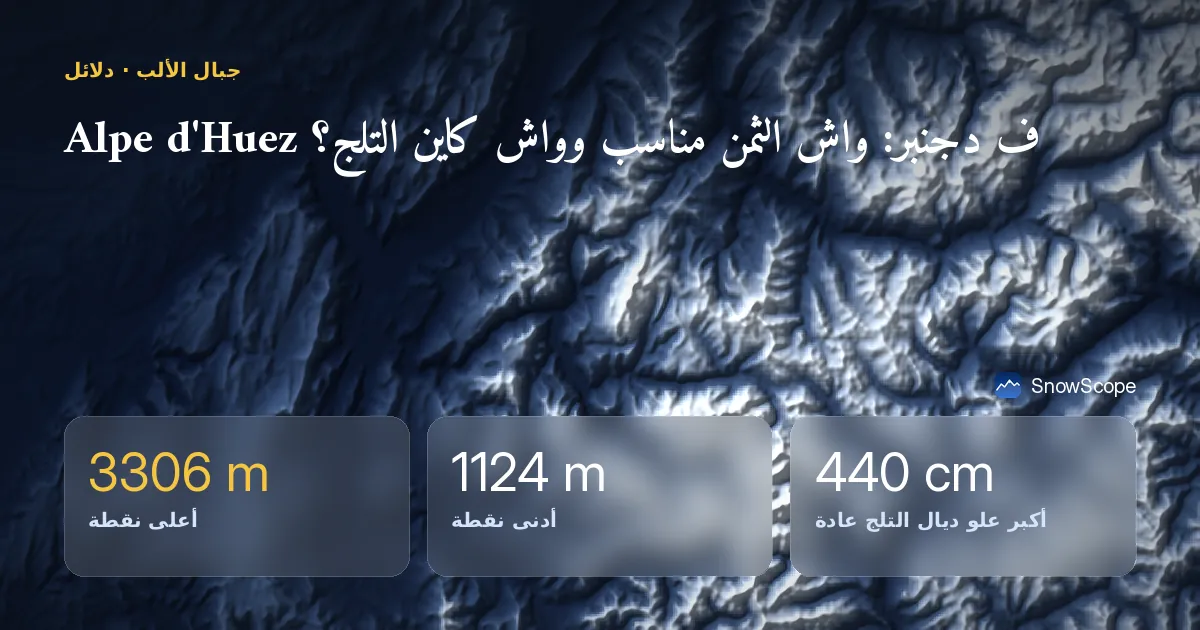 جبال الألب · دلائل
Alpe d'Huez ف دجنبر: واش الثمن مناسب وواش كاين التلج؟
SnowScope
3306 m
أعلى نقطة
1124 m
أدنى نقطة
440 cm
أكبر علو ديال التلج عادة